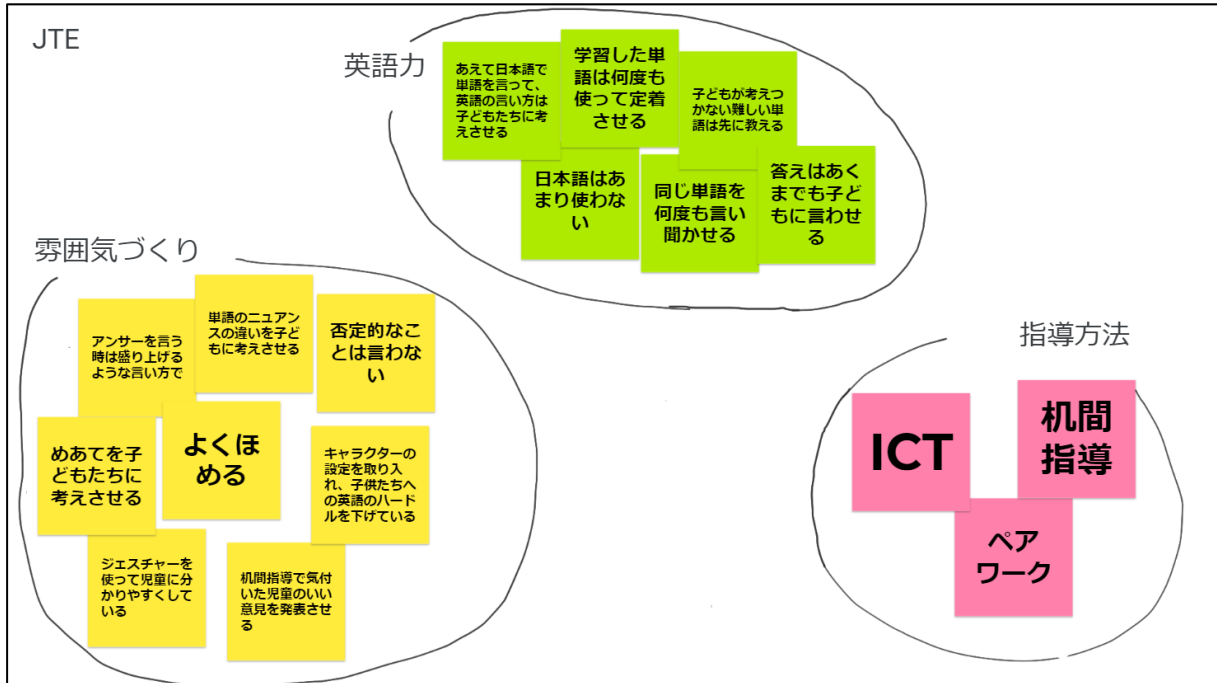 JTE
英語力
あえて日本語で
単語を言って、
英語の言い方は
子どもたちに考
えさせる
学習した単
語は何度も
使って定着
させる
子どもが考えつ
かない難しい単
語は先に教える
日本語はあ
まり使わな
い
同じ単語を
何度も言い
聞かせる
答えはあく
までも子ど
もに言わせ
る
雰囲気づくり
アンサーを言う
時は盛り上げる
ような言い方で
単語のニュアン
スの違いを子ど
もに考えさせる
否定的なこ
とは言わな
い
めあてを子
どもたちに
考えさせる
よくほ
める
キャラクターの
設定を取り入
れ、子供たちへ
の英語のハード
ルを下げている
ジェスチャーを
使って児童に分
かりやすくして
いる
机間指導で気付
いた児童のいい
意見を発表させ
る
指導方法
ICT
机間
指導
ペア
ワーク